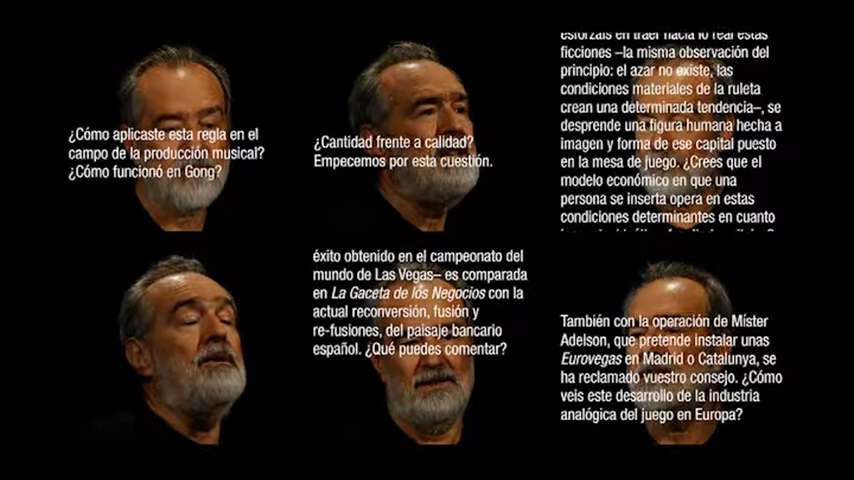 ¿Cómo aplicaste esta regla en el
campo de la producción musical?
¿Cómo funcionó en Gong?
¿Cantidad frente a calidad?
Empecemos por esta cuestión.
esforzáis en traer hacia lo real estas
ficciones –la misma observación del
principio: el azar no existe, las
condiciones materiales de la ruleta
crean una determinada tendencia–, se
desprende una figura humana hecha a
imagen y forma de ese capital puesto
en la mesa de juego. ¿Crees que el
modelo económico en que una
persona se inserta opera en estas
condiciones determinantes en cuanto
éxito obtenido en el campeonato del
mundo de Las Vegas– es comparada
en La Gaceta de los Negocios con la
actual reconversión, fusión y
re-fusiones, del paisaje bancario
español. ¿Qué puedes comentar?
También con la operación de Míster
Adelson, que pretende instalar unas
Eurovegas en Madrid o Catalunya, se
ha reclamado vuestro consejo. ¿Cómo
veis este desarrollo de la industria
analógica del juego en Europa?